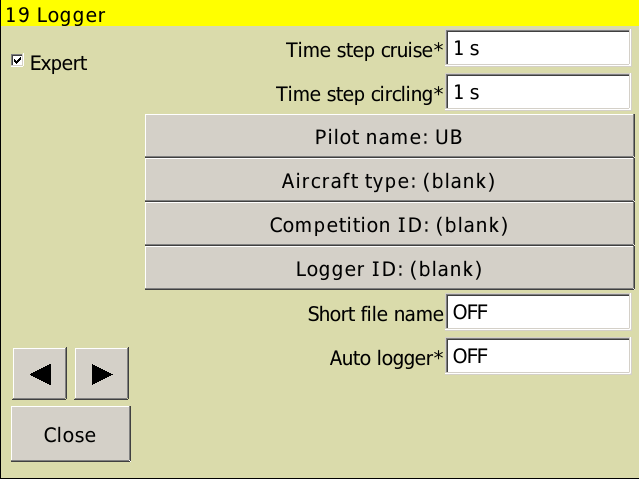 19 Logger
Expert
Time step cruise* 1 s
Time step circling* 1 s
Pilot name: UB
Aircraft type: (blank)
Competition ID: (blank)
Logger ID: (blank)
Short file name OFF
Auto logger* OFF
Close